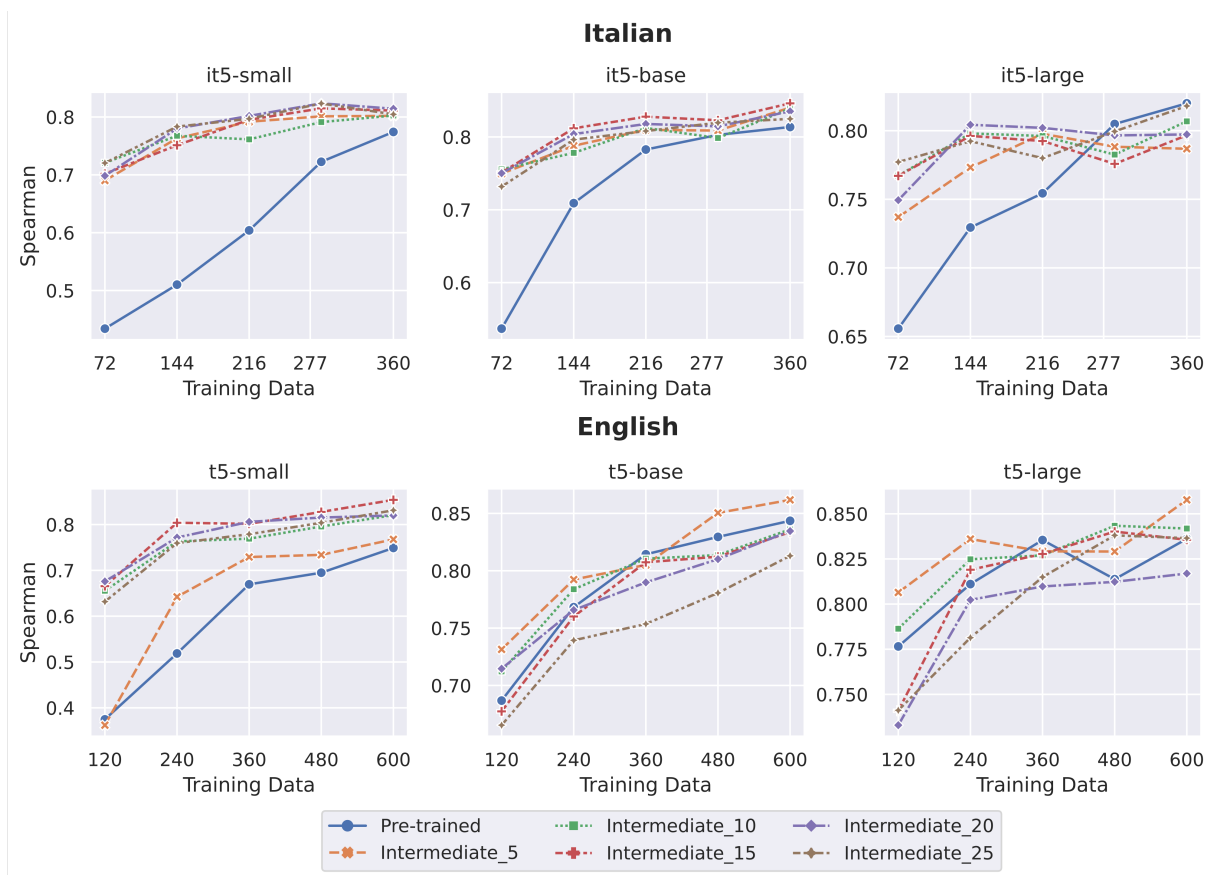 Italian
it5-small it5-base it5-large
0.8 0.8 0.80
0.7 0.7 0.75
0.6 0.6 0.70
0.5 0.65
Spearman
72 144 216 277 360 72 144 216 277 360 72 144 216 277 360
Training Data Training Data Training Data
English
t5-small t5-base t5-large
0.8 0.85 0.850
0.7 0.80 0.825
0.6 0.75 0.800
0.5 0.70 0.775
0.4 0.750
Spearman
120 240 360 480 600 120 240 360 480 600 120 240 360 480 600
Training Data Training Data Training Data
Pre-trained Intermediate_10 Intermediate_20
Intermediate_5 Intermediate_15 Intermediate_25